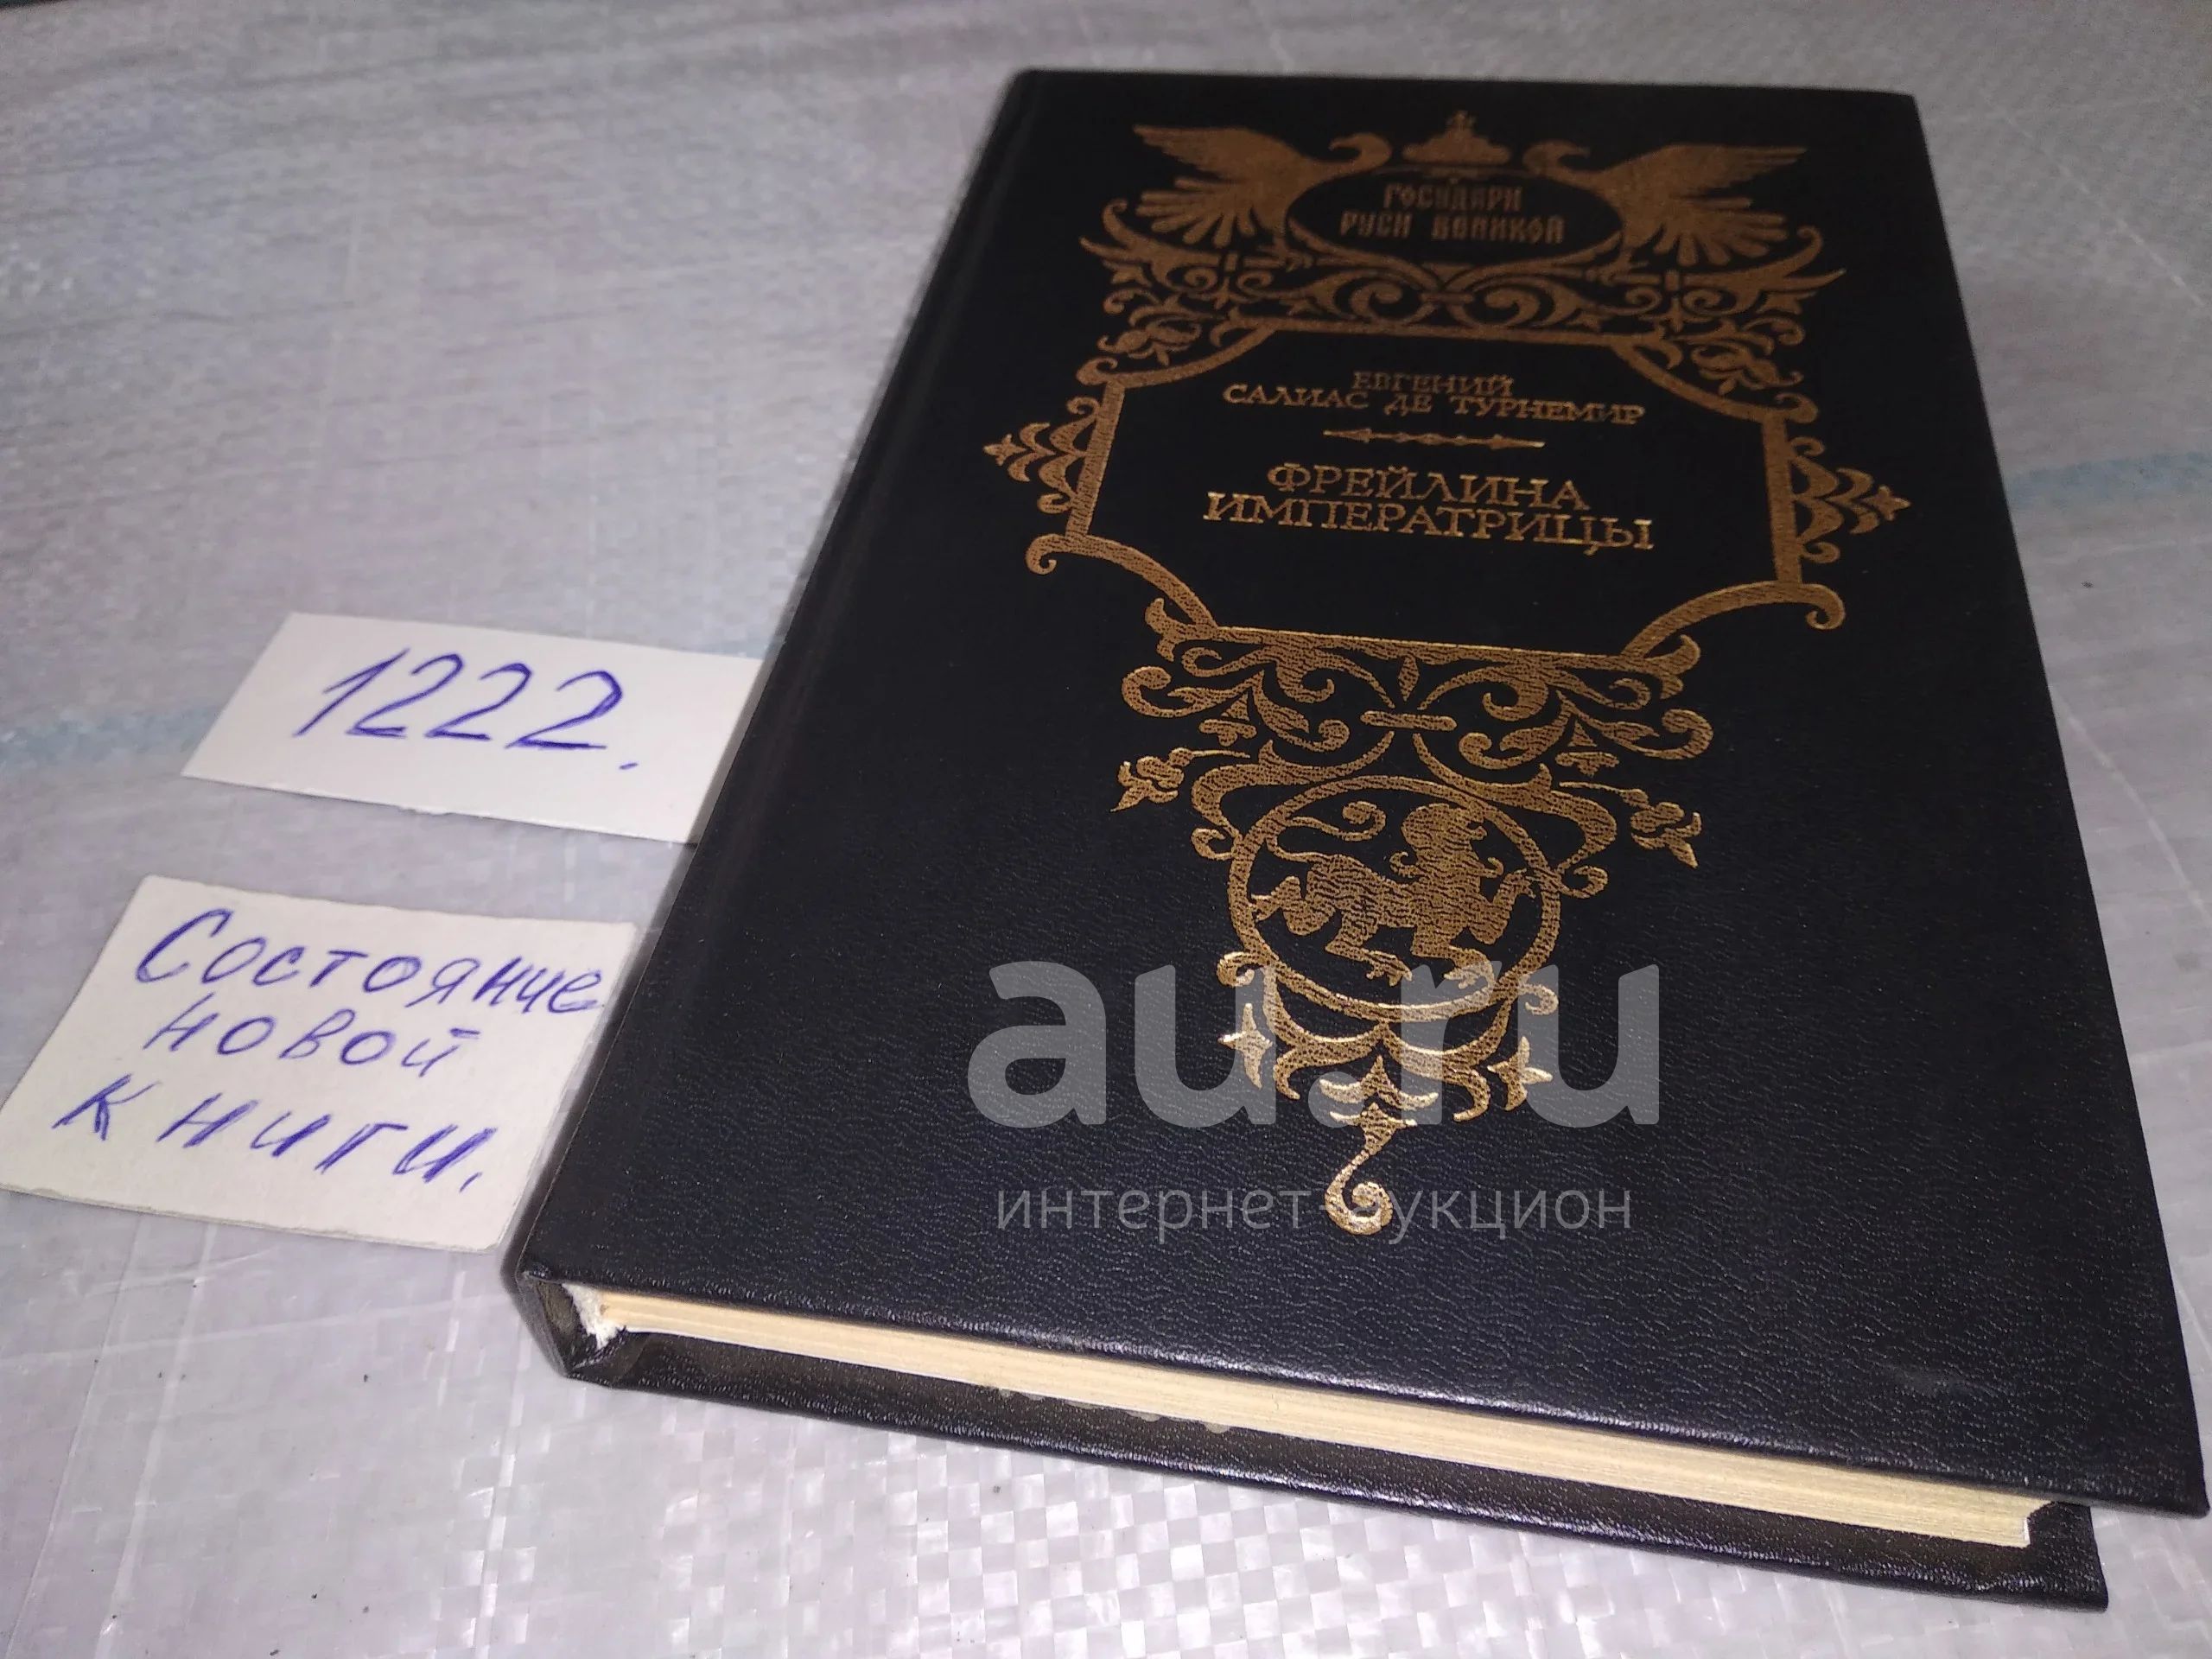 ГОСУДАРИ
РУСИ ВЕЛИКОЙ
ЕВГЕНИЙ
САЛИАС ДЕ ТУРНЕМИР
ФРЕЙЛИНА
ИМПЕРАТРИЦЫ
1222.
Состояние
новой
книги.
au.ru
интернет-аукцион